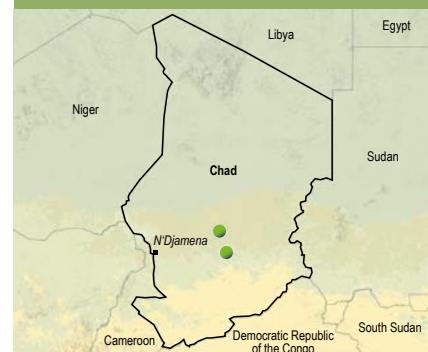 Egypt
Libya
Niger
Chad
Sudan
N'Djamena
Cameroon
Democratic Republic
of the Congo
South Sudan